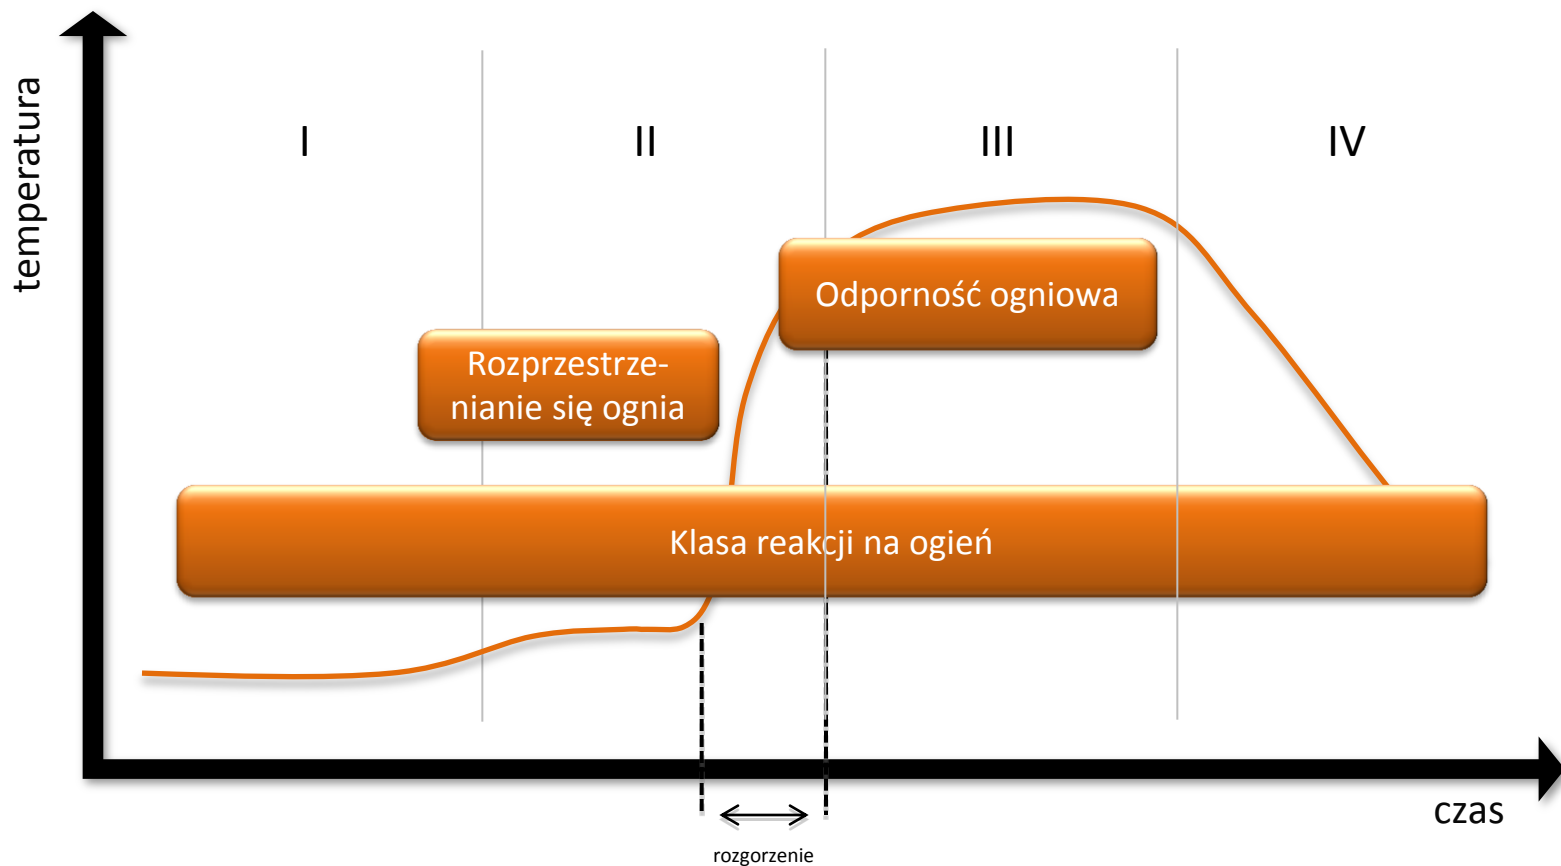 temperatura
I
II
III
IV
Odporność ogniowa
Rozprzestrze-
nianie się ognia
Klasa reakcji na ogień
czas
rozgorzenie